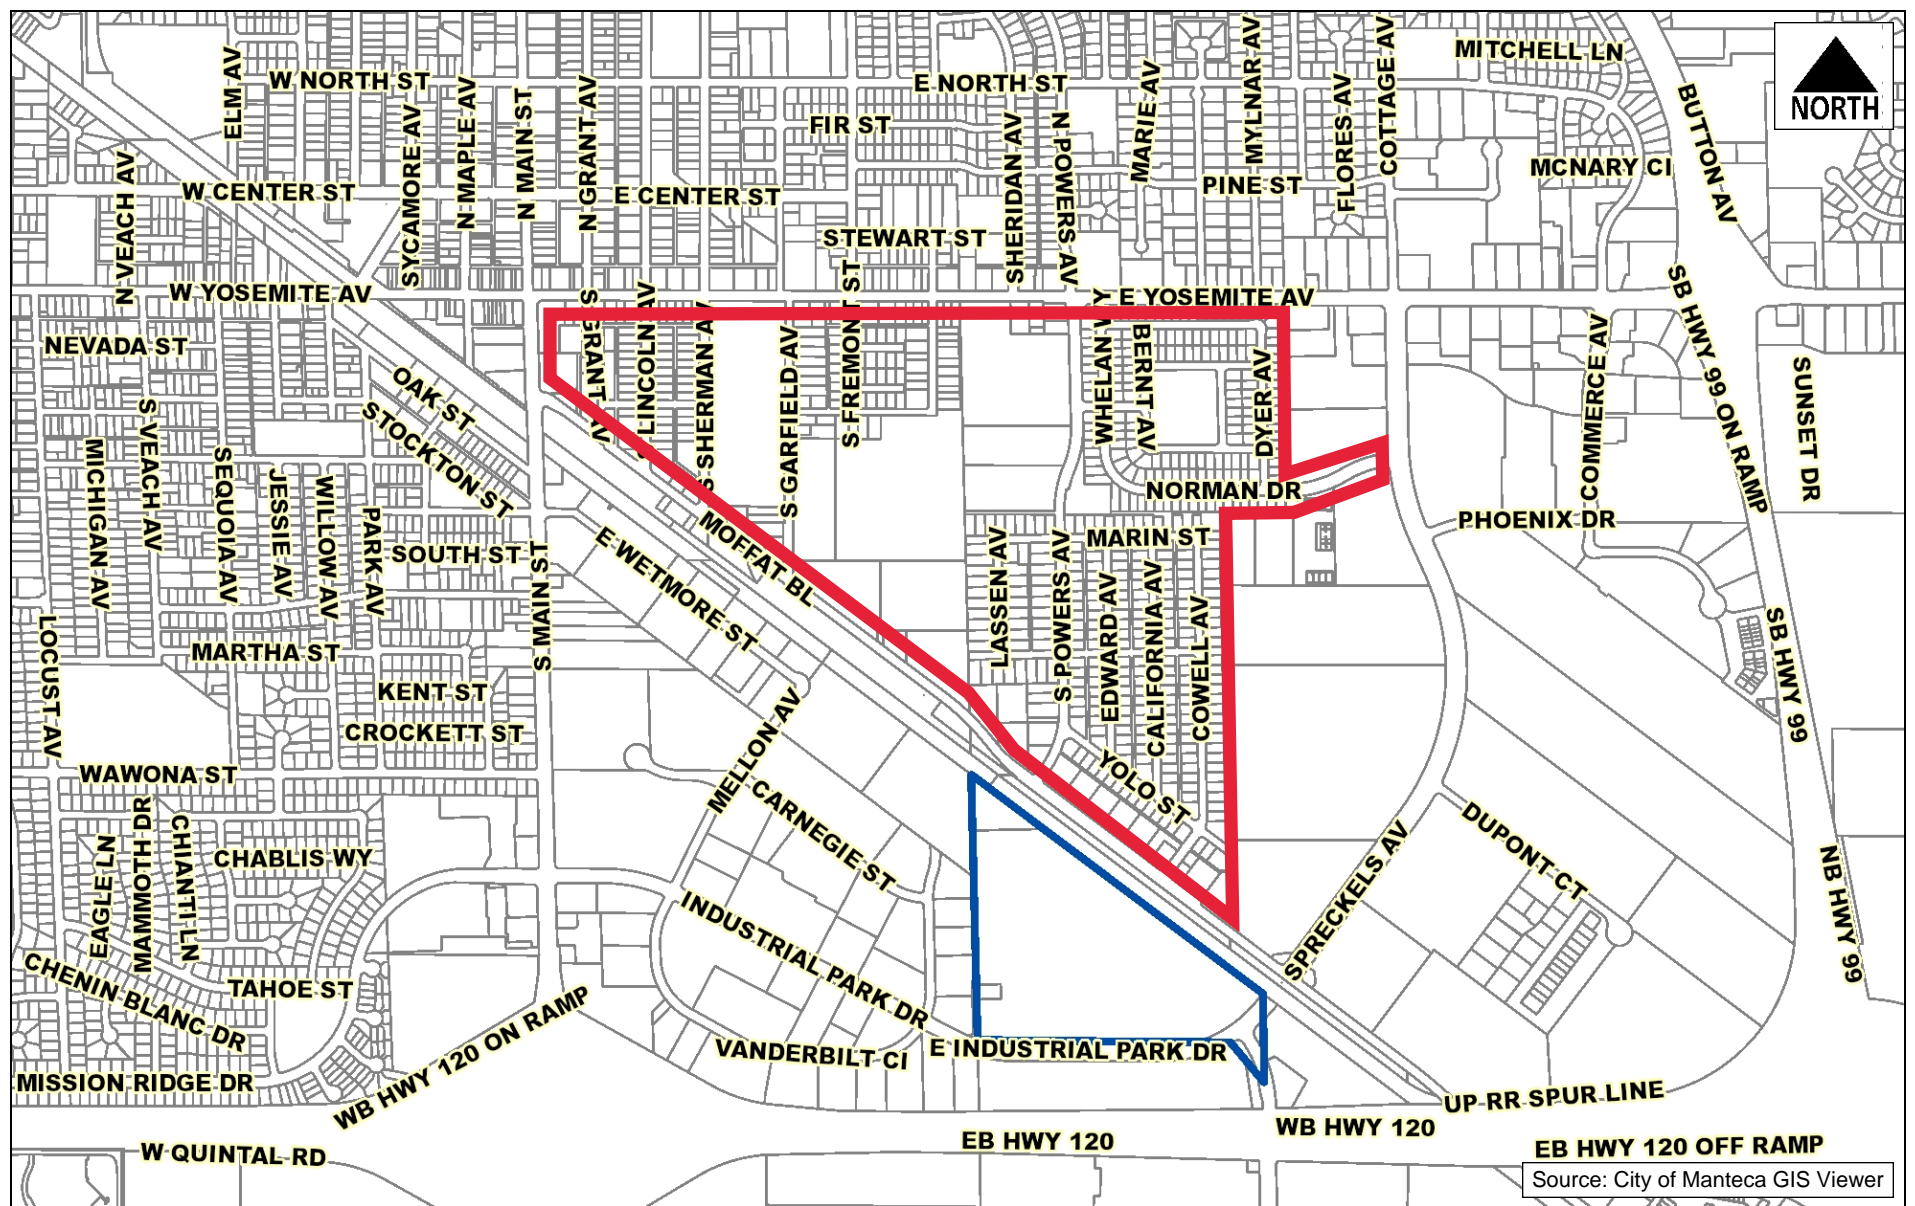 MITCHELL LN
NORTH
ELM AV
W NORTH ST
SYCAMORE AV
N MAPLE AV
N MAIN ST
N GRANT AV
E NORTH ST
FIR ST
SHERIDAN AV
N POWERS AV
MARIE AV
MYLNAR AV
FLORES AV
COTTAGE AV
BUTTON AV
MCNARY CI
N VEACH AV
W CENTER ST
E CENTER ST
PINE ST
STEWART ST
W YOSEMITE AV
E YOSEMITE AV
SB HWY 99 ON RAMP
NEVADA ST
S GRANT AV
LINCOLN AV
S SHERMAN AV
S GARFIELD AV
S FREMONT ST
WHELAN WY
BERNT AV
DYER AV
COMMERCE AV
SUNSET DR
OAK ST
STOCKTON ST
MICHIGAN AV
S VEACH AV
SEQUOIA AV
JESSIE AV
WILLOW AV
PARK AV
SOUTH ST
S MAIN ST
E WETMORE ST
MOFFAT BL
NORMAN DR
MARIN ST
PHOENIX DR
LASSEN AV
S POWERS AV
EDWARD AV
CALIFORNIA AV
COWELL AV
LOCUST AV
MARTHA ST
KENT ST
CROCKETT ST
SB HWY 99
WAWONA ST
MELLON AV
CARNEGIE ST
YOLO ST
EAGLE LN
MAMMOTH DR
CHIANTI LN
CHABLIS WY
SPRECKELS AV
DUPONT CT
NB HWY 99
INDUSTRIAL PARK DR
CHENIN BLANC DR
TAHOE ST
VANDERBILT CI
E INDUSTRIAL PARK DR
MISSION RIDGE DR
WB HWY 120 ON RAMP
UP RR SPUR LINE
W QUINTAL RD
EB HWY 120
WB HWY 120
EB HWY 120 OFF RAMP
Source: City of Manteca GIS Viewer